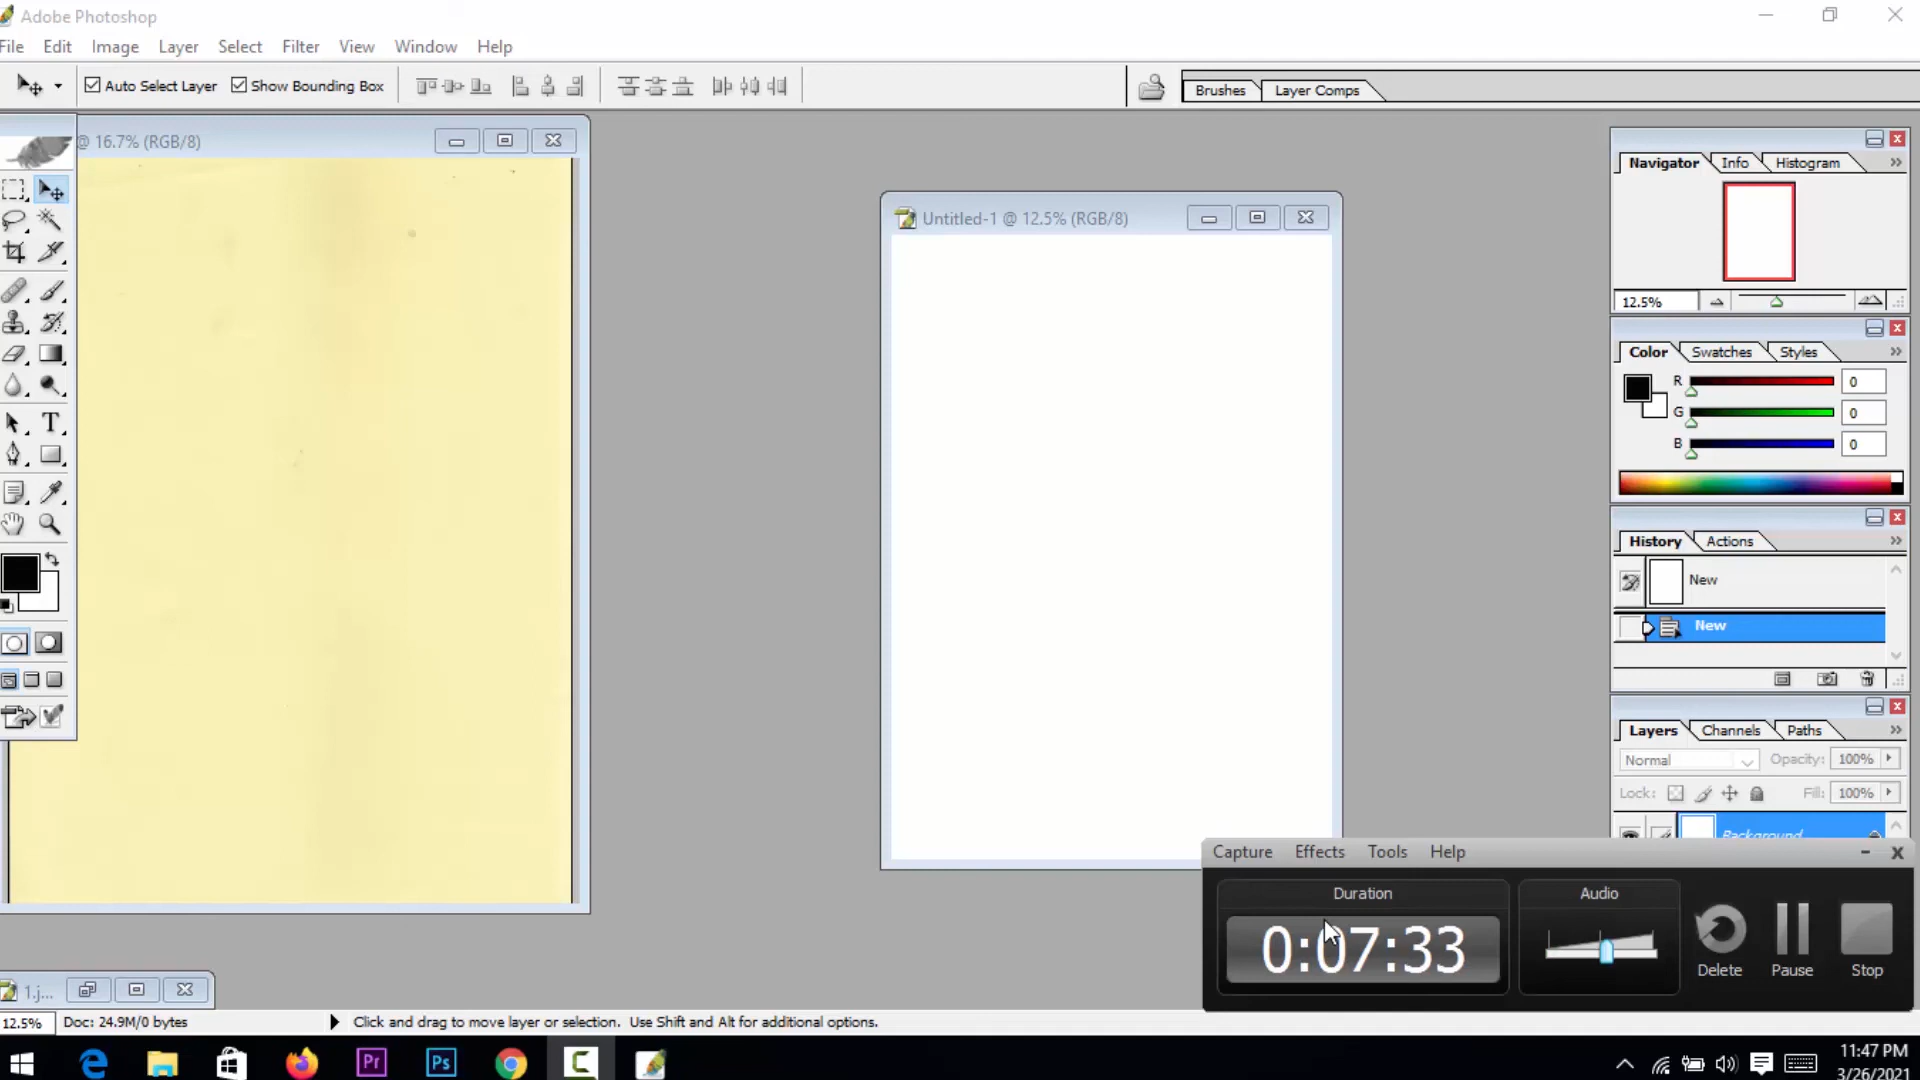 Adobe Photoshop
File Edit Image Layer Select Filter View Window Help
Auto Select Layer Show Bounding Box
Brushes Layer Comps
@ 16.7% (RGB/8)
Untitled-1 @ 12.5% (RGB/8)
Navigator Info Histogram
12.5%
Color Swatches Styles
R 0
G 0
B 0
History Actions
New
New
Layers Channels Paths
Normal Opacity: 100%
Lock: Fill: 100%
Background
Capture Effects Tools Help
Duration Audio
0:07:33
Delete Pause Stop
1.j...
12.5% Doc: 24.9M/0 bytes Click and drag to move layer or selection. Use Shift and Alt for additional options.
Pr Ps
11:47 PM
3/26/2021